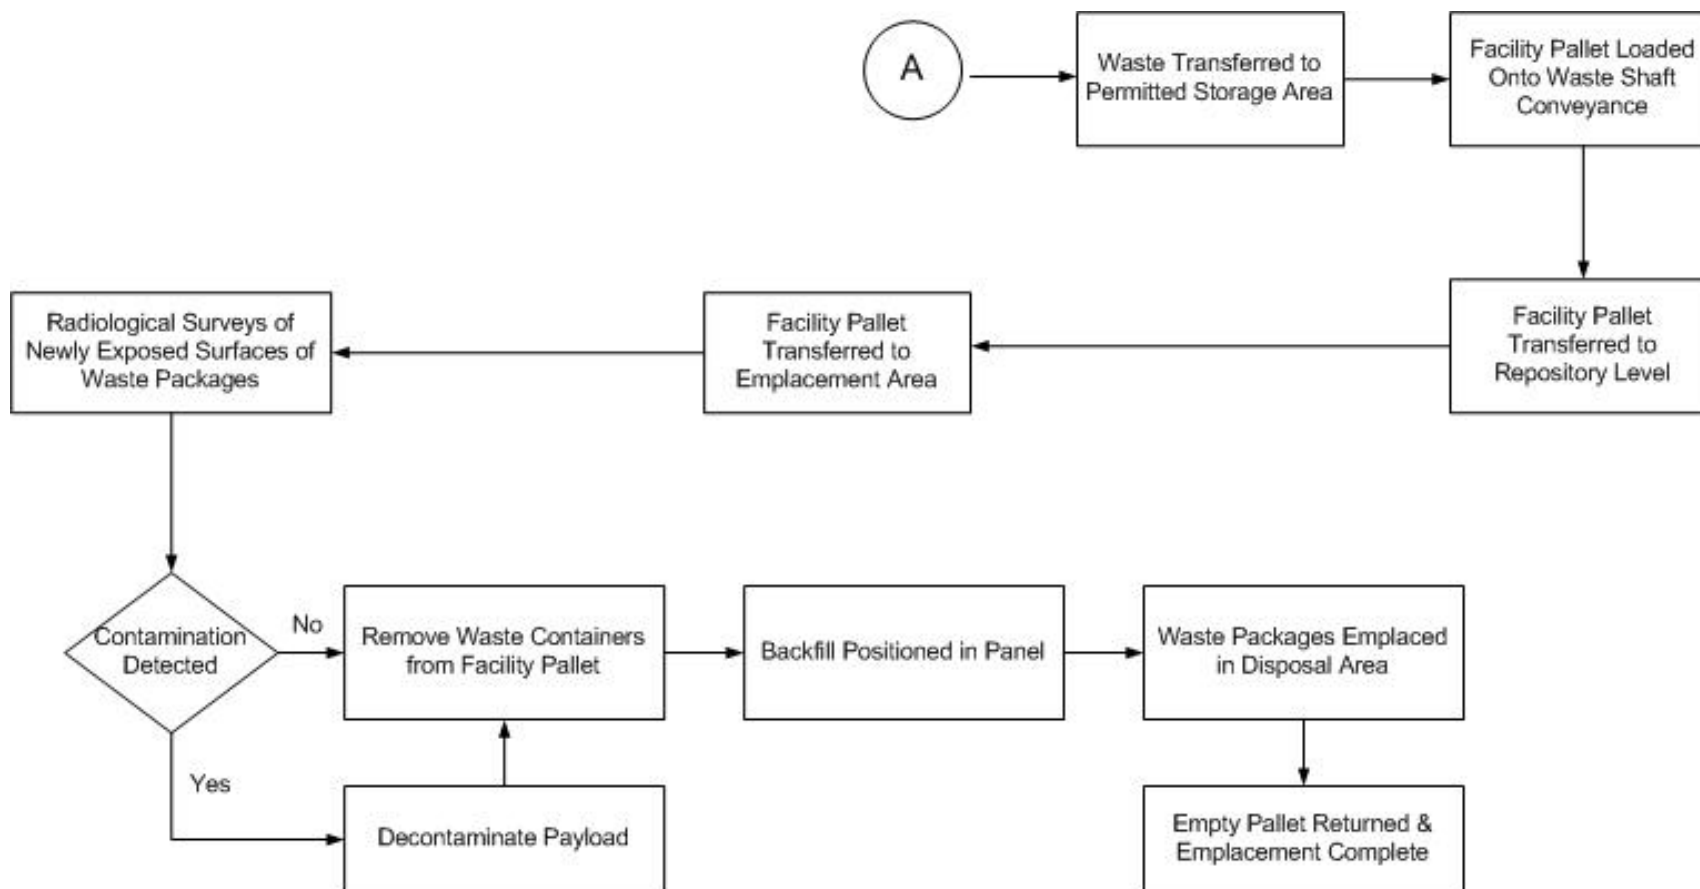 A
Waste Transferred to
Permitted Storage Area
Facility Pallet Loaded
Onto Waste Shaft
Conveyance
Facility Pallet
Transferred to
Repository Level
Facility Pallet
Transferred to
Emplacement Area
Radiological Surveys of
Newly Exposed Surfaces of
Waste Packages
Contamination
Detected
No
Remove Waste Containers
from Facility Pallet
Backfill Positioned in Panel
Waste Packages Emplaced
in Disposal Area
Yes
Decontaminate Payload
Empty Pallet Returned &
Emplacement Complete